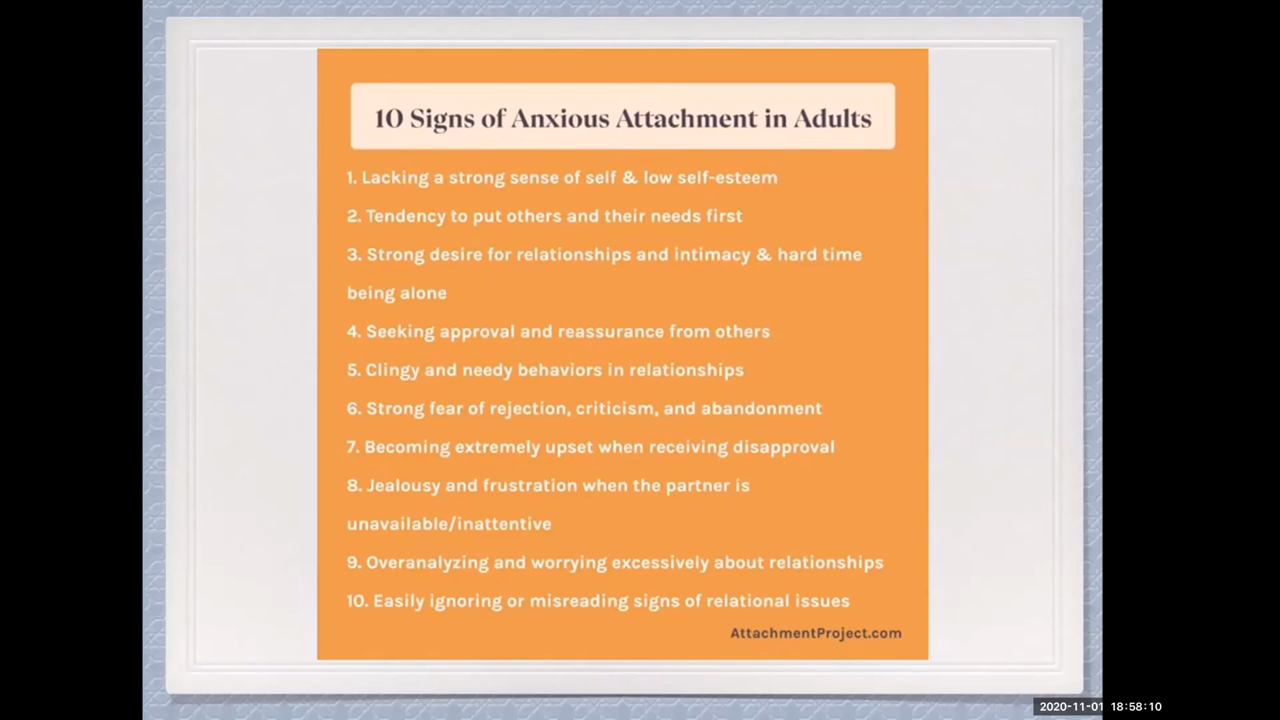 10 Signs of Anxious Attachment in Adults
1. Lacking a strong sense of self & low self-esteem
2. Tendency to put others and their needs first
3. Strong desire for relationships and intimacy & hard time
being alone
4. Seeking approval and reassurance from others
5. Clingy and needy behaviors in relationships
6. Strong fear of rejection, criticism, and abandonment
7. Becoming extremely upset when receiving disapproval
8. Jealousy and frustration when the partner is
unavailable/inattentive
9. Overanalyzing and worrying excessively about relationships
10. Easily ignoring or misreading signs of relational issues
AttachmentProject.com
2020-11-01 18:58:10